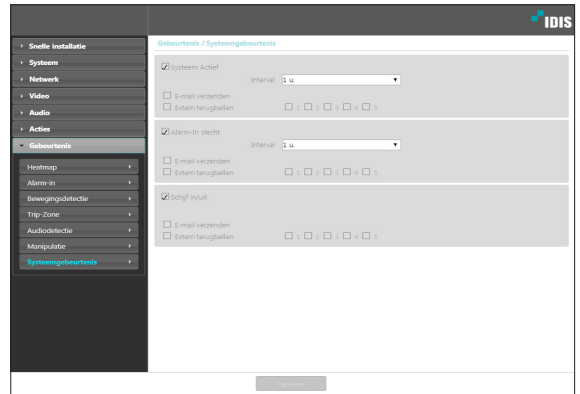 IDIS
Snelle installatie
Systeem
Netwerk
Video
Audio
Acties
Gebeurtenis
Heatmap
Alarm-in
Bewegingsdetectie
Trip-Zone
Audiodetectie
Manipulatie
Systeemgebeurtenis
Gebeurtenis / Systeemgebeurtenis
Systeem Actief
Interval 1 u.
E-mail verzenden
Extern terugbellen 1 2 3 4 5
Alarm-In slecht
Interval 1 u.
E-mail verzenden
Extern terugbellen 1 2 3 4 5
Schijf in/uit
E-mail verzenden
Extern terugbellen 1 2 3 4 5